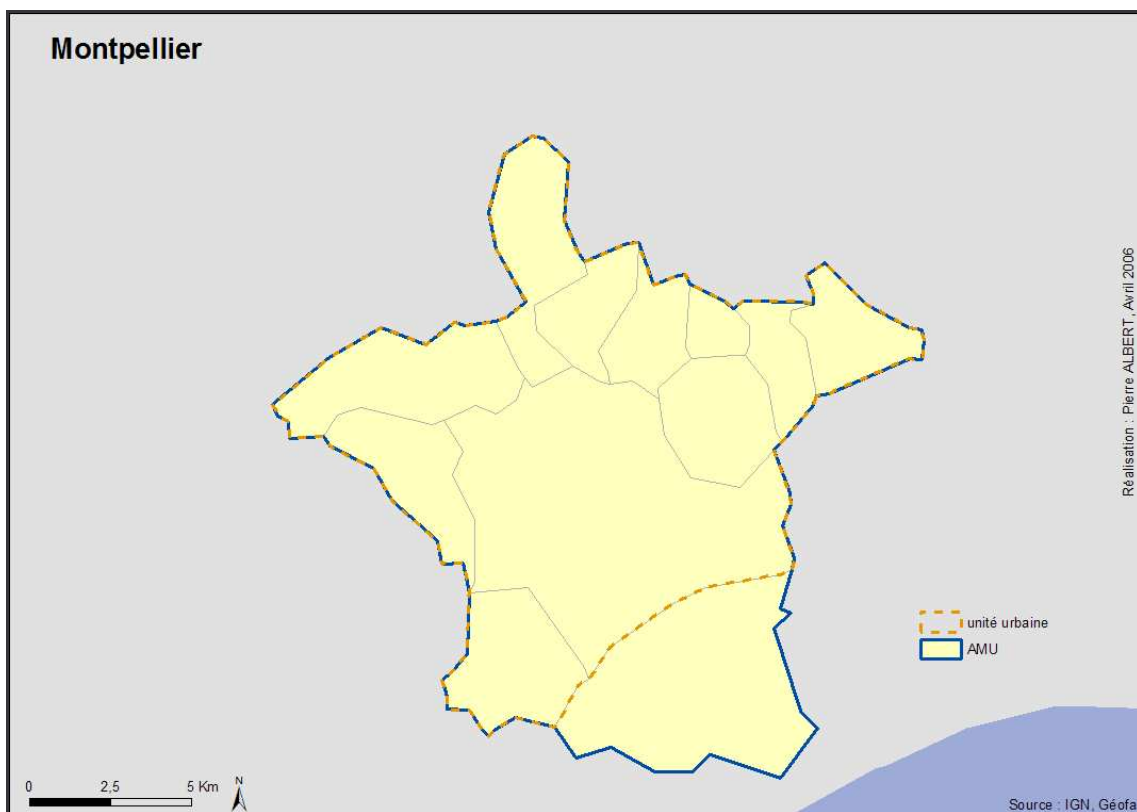 Montpellier
Réalisation : Pierre ALBERT, Avril 2006
unité urbaine
AMU
0 2,5 5 Km
N
Source : IGN, Géofa